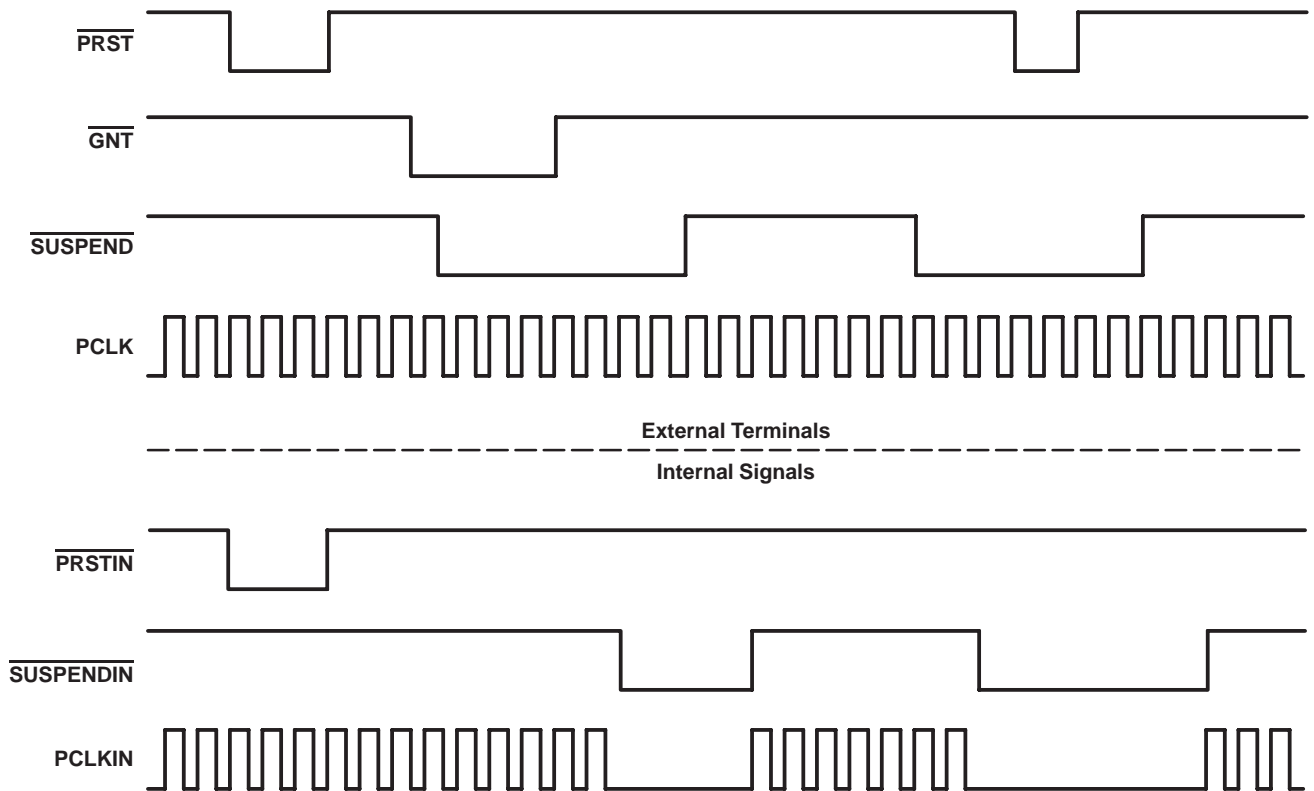 PRST
GNT
SUSPEND
PCLK
External Terminals
Internal Signals
PRSTIN
SUSPENDIN
PCLKIN